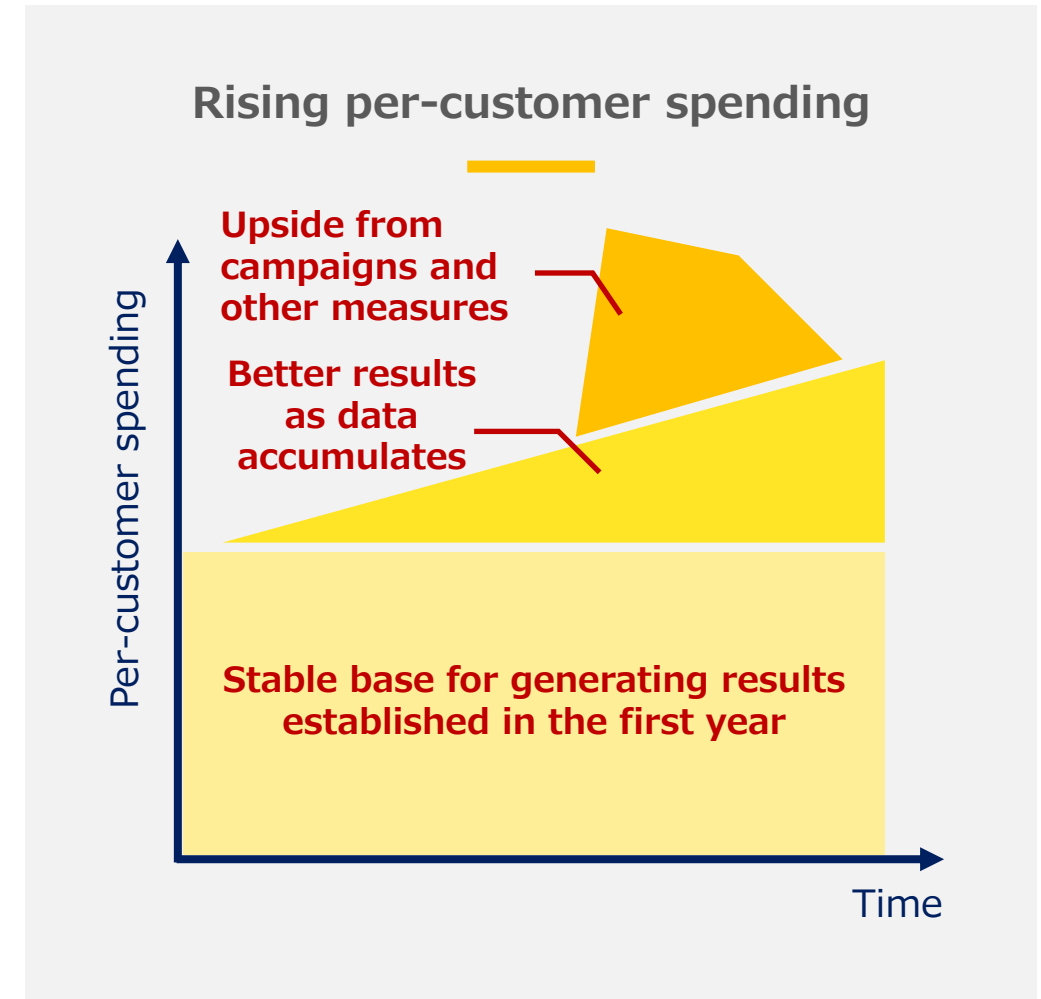 Rising per-customer spending
Upside from
campaigns and
other measures
Better results
as data
accumulates
Per-customer spending
Stable base for generating results
established in the first year
Time